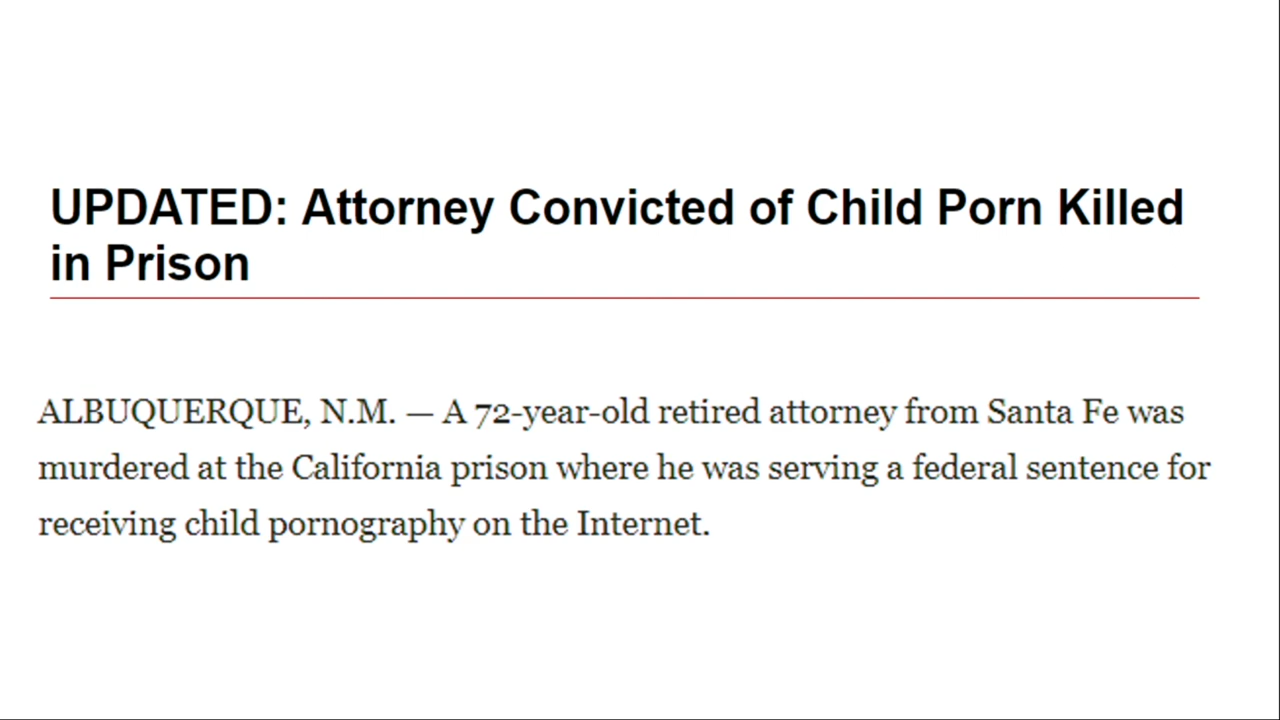 UPDATED: Attorney Convicted of Child Porn Killed
in Prison
ALBUQUERQUE, N.M. — A 72-year-old retired attorney from Santa Fe was
murdered at the California prison where he was serving a federal sentence for
receiving child pornography on the Internet.